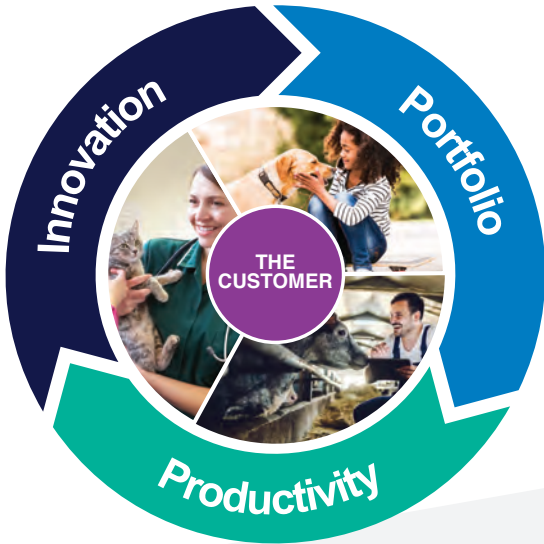 Innovation
Portfolio
THE
CUSTOMER
Productivity